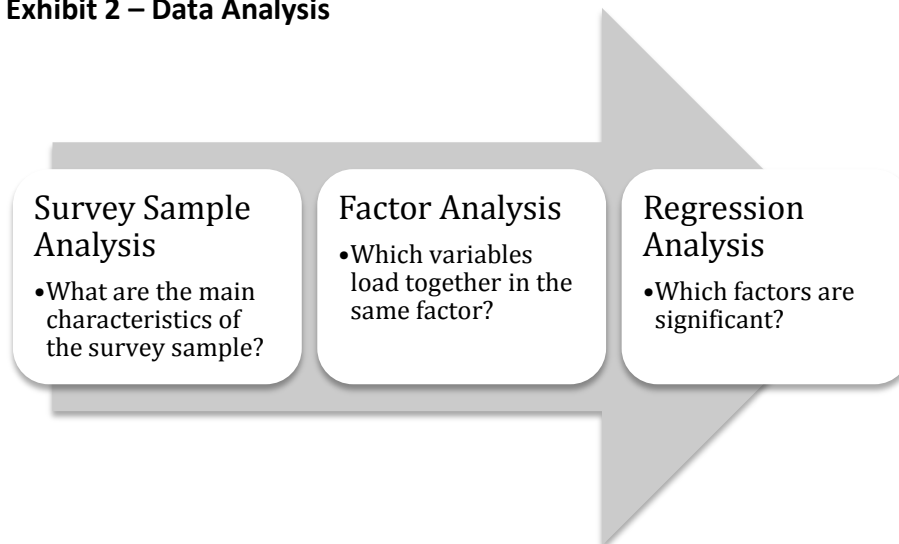 Exhibit 2 – Data Analysis
Survey Sample
Analysis
•What are the main
characteristics of
the survey sample?
Factor Analysis
•Which variables
load together in the
same factor?
Regression
Analysis
•Which factors are
significant?